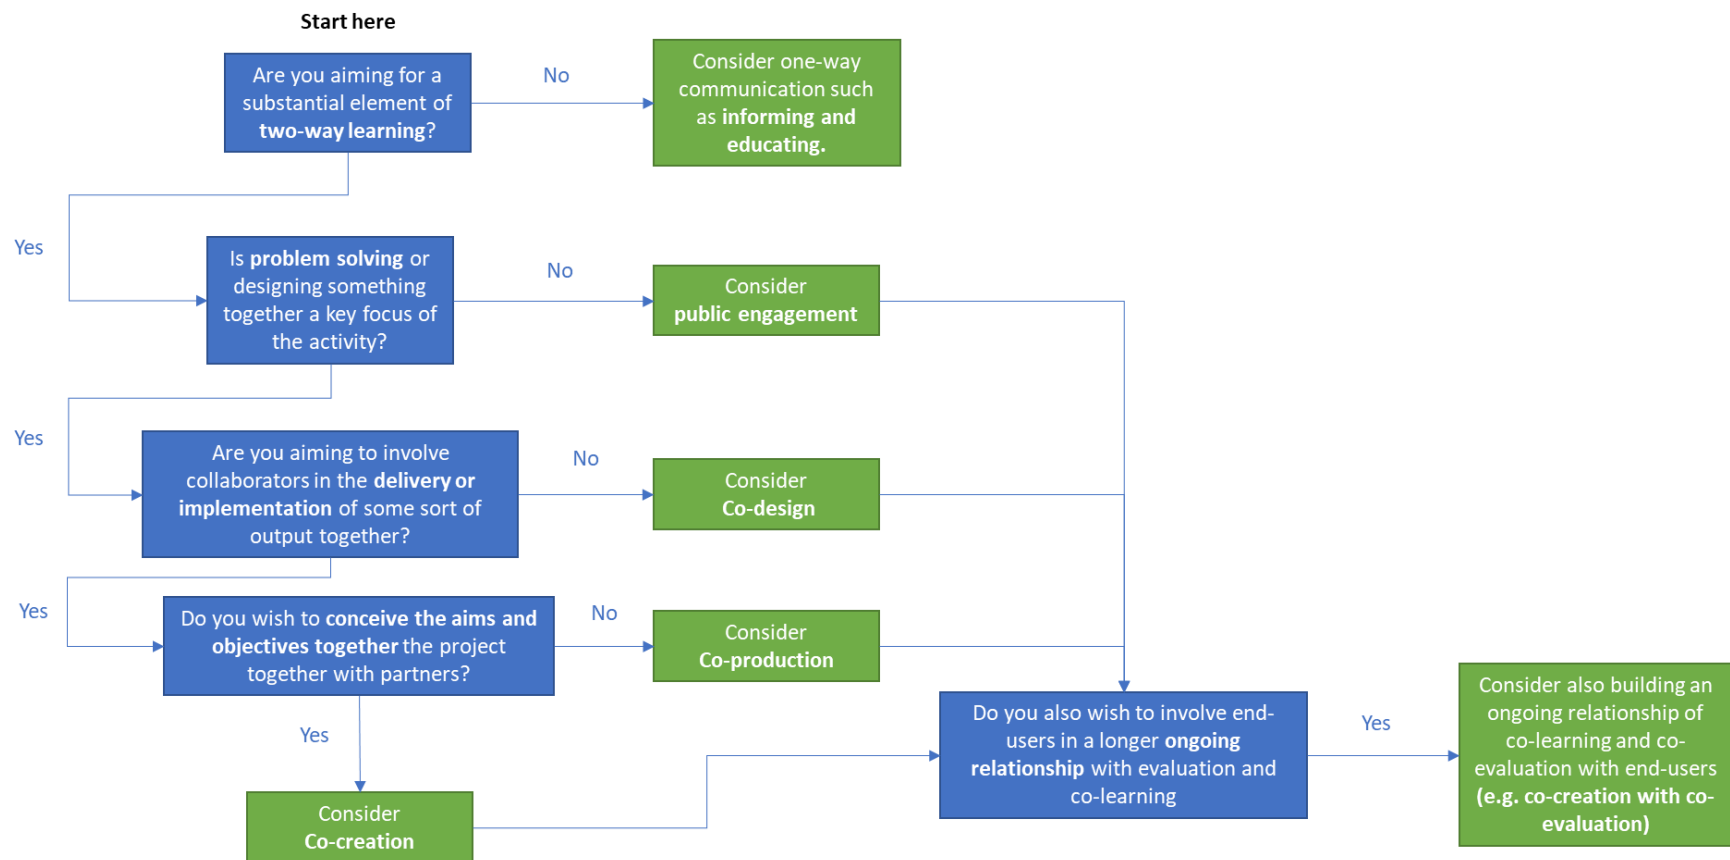 Start here
Are you aiming for a
substantial element of
two-way learning?
No
Consider one-way
communication such
as informing and
educating.
Yes
Is problem solving or
designing something
together a key focus of
the activity?
No
Consider
public engagement
Yes
Are you aiming to involve
collaborators in the delivery or
implementation of some sort of
output together?
No
Consider
Co-design
Yes
Do you wish to conceive the aims and
objectives together the project
together with partners?
No
Consider
Co-production
Yes
Consider
Co-creation
Do you also wish to involve end-
users in a longer ongoing
relationship with evaluation and
co-learning
Yes
Consider also building an
ongoing relationship of
co-learning and co-
evaluation with end-users
(e.g. co-creation with co-
evaluation)